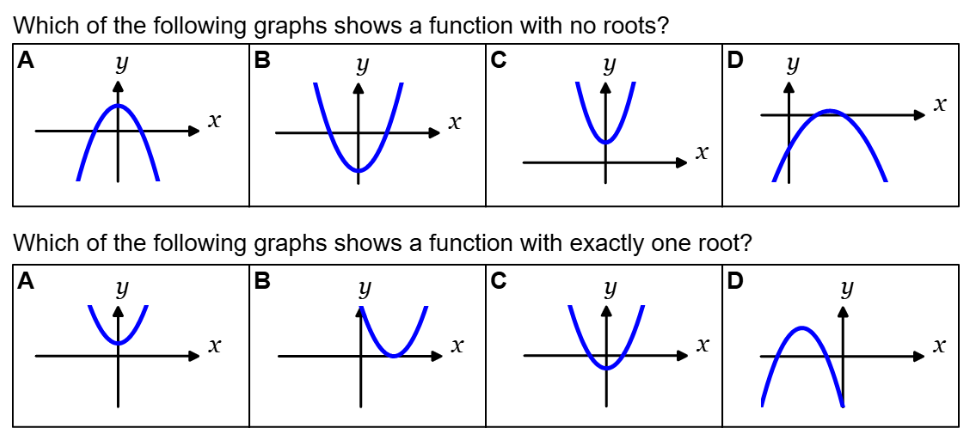 Which of the following graphs shows a function with no roots?
A B C D
y y y y
x x x x
Which of the following graphs shows a function with exactly one root?
A B C D
y y y y
x x x x